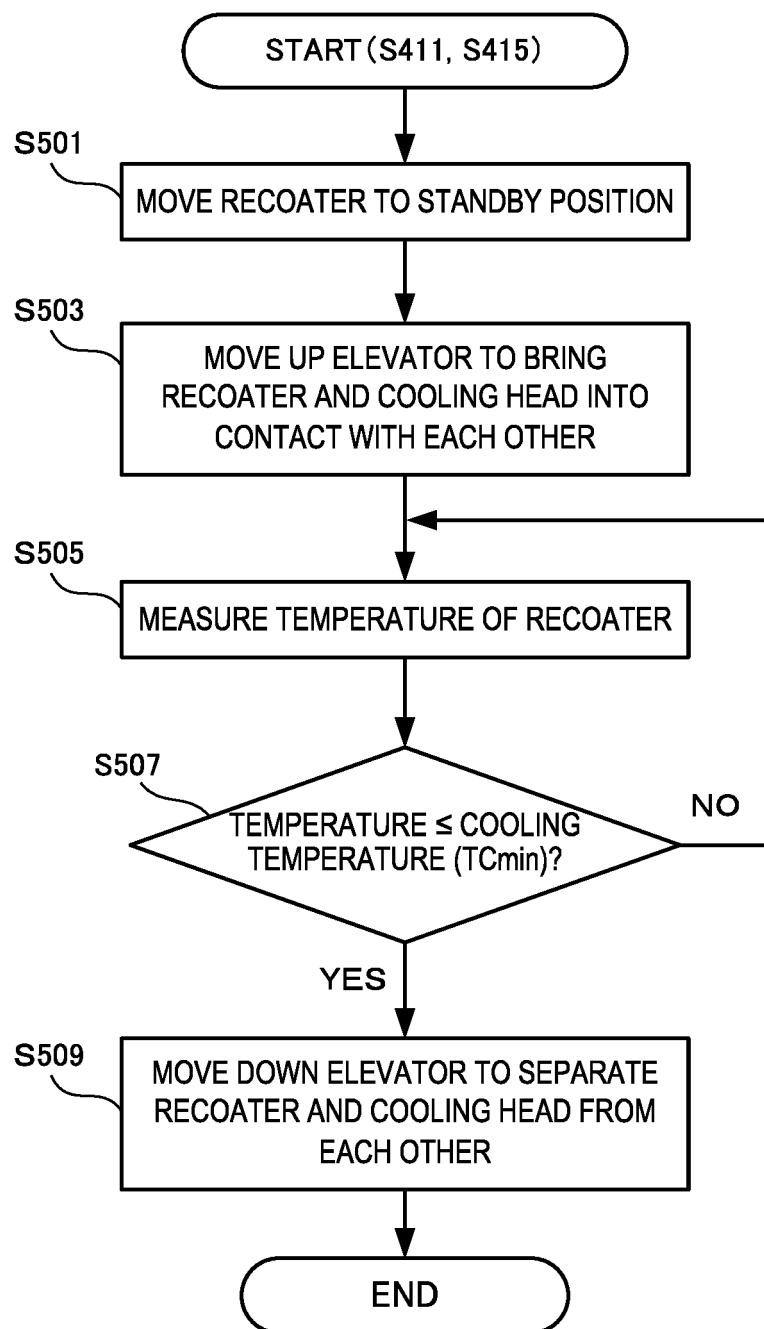 START (S411, S415)
S501
MOVE RECOATER TO STANDBY POSITION
S503
MOVE UP ELEVATOR TO BRING
RECOATER AND COOLING HEAD INTO
CONTACT WITH EACH OTHER
S505
MEASURE TEMPERATURE OF RECOATER
S507
TEMPERATURE ≤ COOLING
TEMPERATURE (TCmin)?
NO
YES
S509
MOVE DOWN ELEVATOR TO SEPARATE
RECOATER AND COOLING HEAD FROM
EACH OTHER
END